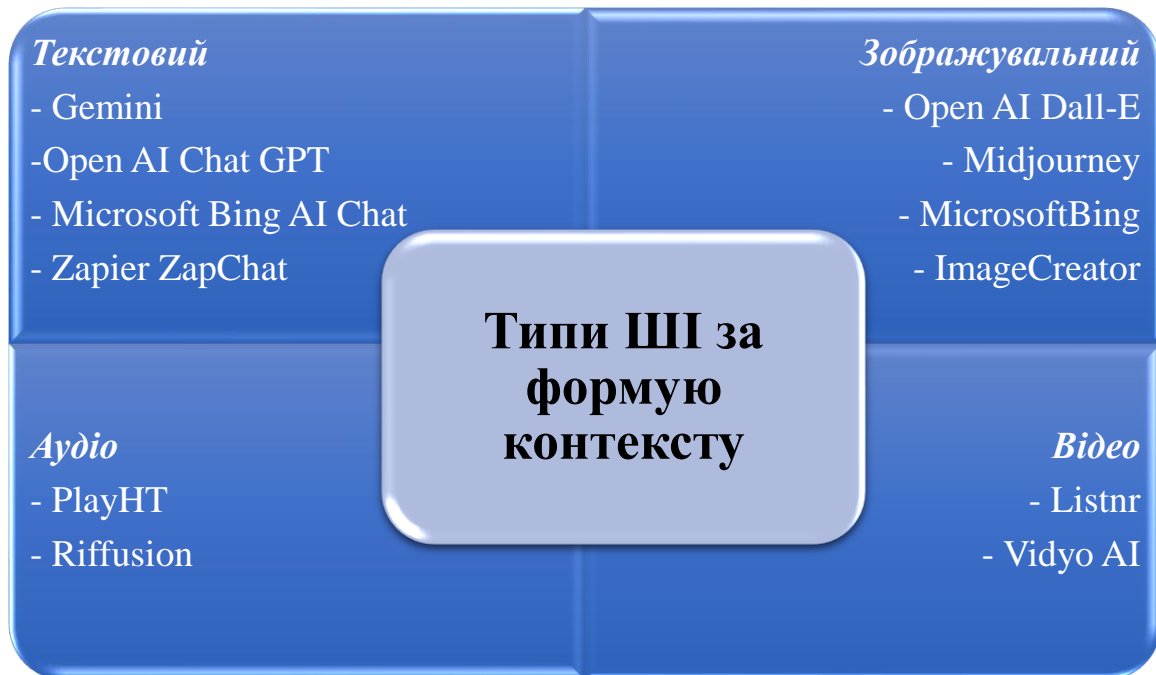 Текстовий
- Gemini
-Open AI Chat GPT
- Microsoft Bing AI Chat
- Zapier ZapChat
Зображувальний
- Open AI Dall-E
- Midjourney
- MicrosoftBing
- ImageCreator
Типи ШІ за
формую
контексту
Аудіо
- PlayHT
- Riffusion
Відео
- Listnr
- Vidyo AI